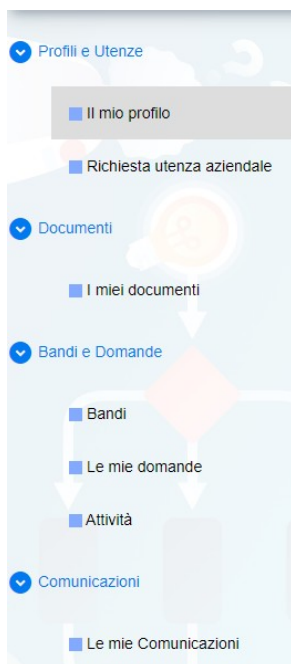 Profili e Utenze
Il mio profilo
Richiesta utenza aziendale
Documenti
I miei documenti
Bandi e Domande
Bandi
Le mie domande
Attività
Comunicazioni
Le mie Comunicazioni